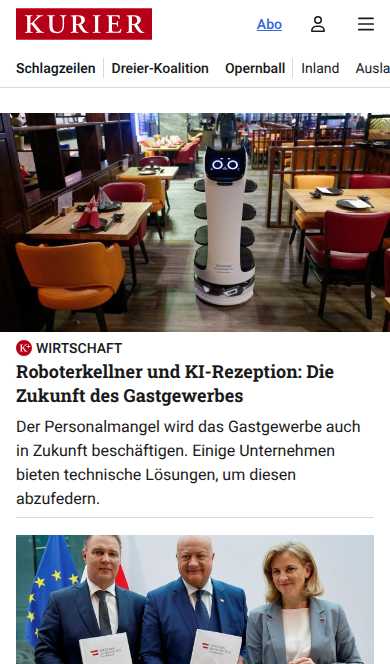 KURIER
Abo
Schlagzeilen Dreier-Koalition Opernball Inland Ausla
K+ WIRTSCHAFT
Roboterkellner und KI-Rezeption: Die
Zukunft des Gastgewerbes
Der Personalmangel wird das Gastgewerbe auch
in Zukunft beschäftigen. Einige Unternehmen
bieten technische Lösungen, um diesen
abzufedern.